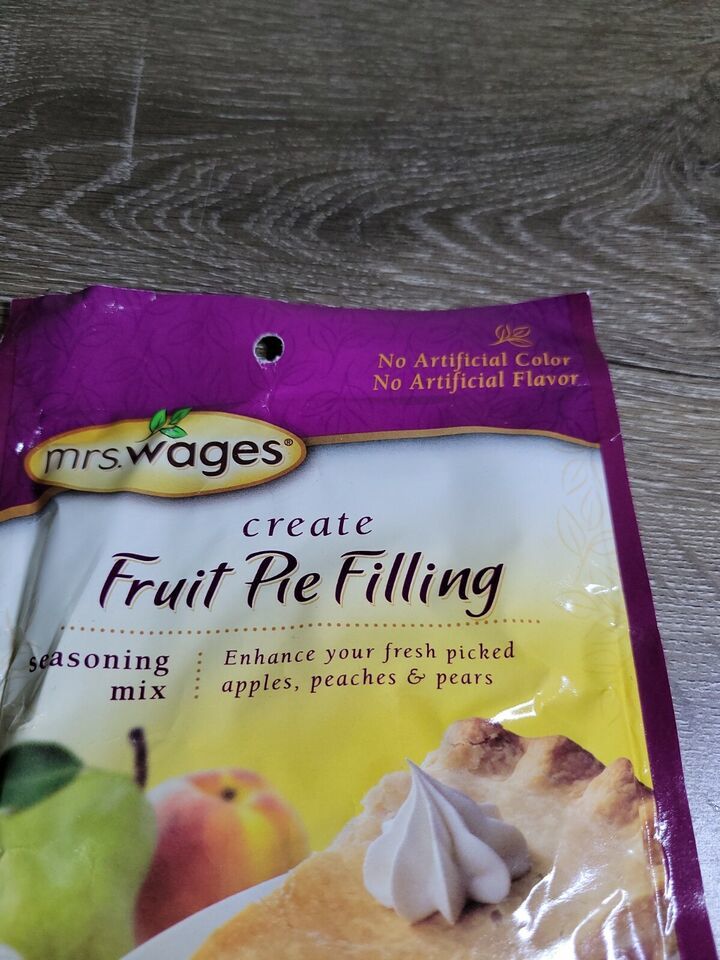 No Artificial Color
No Artificial Flavor
mrs. wages®
create
Fruit Pie Filling
seasoning mix
Enhance your fresh picked
apples, peaches & pears